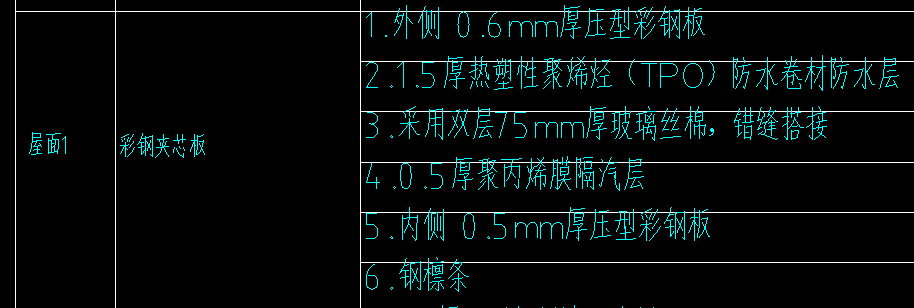 1.外侧 0.6mm厚压型彩钢板
2.1.5厚热塑性聚烯烃（TPO）防水卷材防水层
3.采用双层75mm厚玻璃丝棉，错缝搭接
屋面1 彩钢夹芯板
4.0.5厚聚丙烯膜隔汽层
5.内侧 0.5mm厚压型彩钢板
6.钢檩条